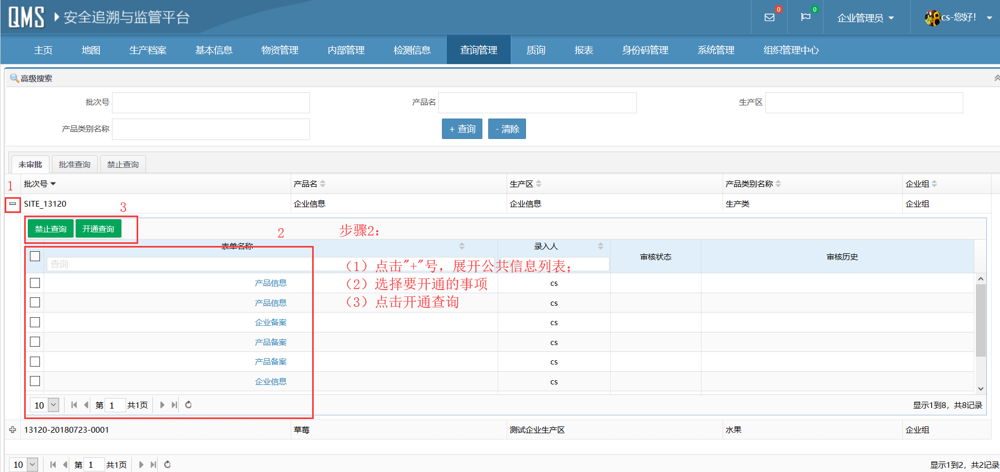 QMS 安全追溯与监管平台 0 0 企业管理员 cs-您好！
主页 地图 生产档案 基本信息 物资管理 内部管理 检测信息 查询管理 质询 报表 身份码管理 系统管理 组织管理中心
高级搜索
批次号 产品名 生产区
产品类别名称 + 查询 - 清除
未审批 批准查询 禁止查询
1 批次号 产品名 生产区 产品类别名称 企业组
SITE_13120 企业信息 企业信息 生产类 企业组
3
禁止查询 开通查询 2 步骤2：
表单名称 录入人 审核状态 审核历史
查询
（1）点击"+"号，展开公共信息列表；
产品信息 cs
（2）选择要开通的事项
产品信息 cs
（3）点击开通查询
企业备案 cs
产品备案 cs
产品备案 cs
企业信息 cs
10 第 1 共1页 显示1到8，共8记录
13120-20180723-0001 草莓 测试企业生产区 水果 企业组
10 第 1 共1页 显示1到2，共2记录